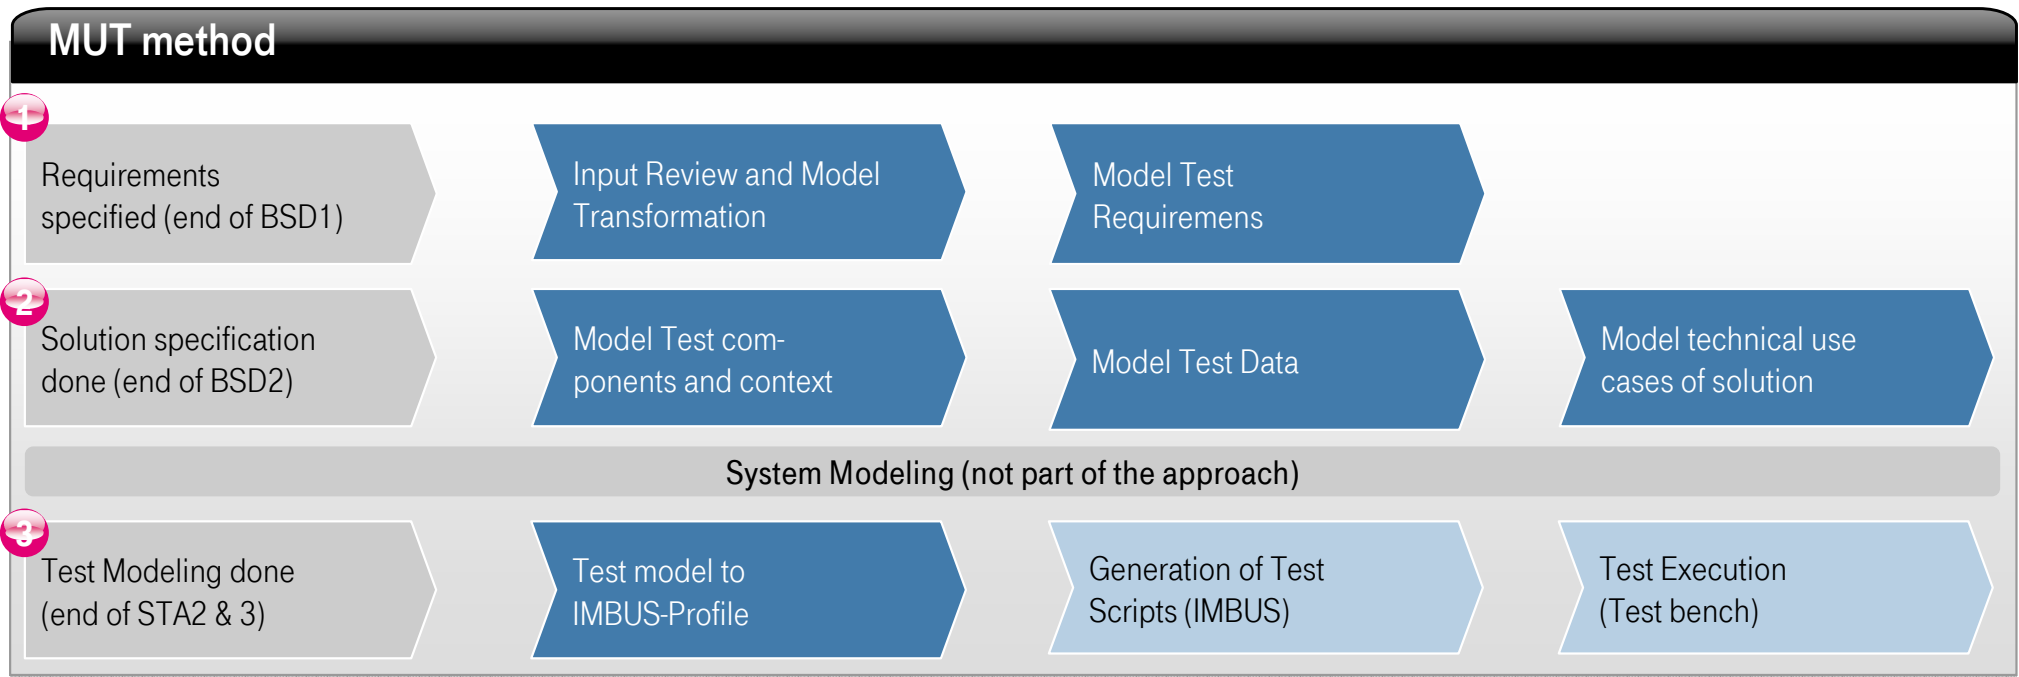 MUT method
1
Requirements
specified (end of BSD1)
Input Review and Model
Transformation
Model Test
Requiremens
2
Solution specification
done (end of BSD2)
Model Test com-
ponents and context
Model Test Data
Model technical use
cases of solution
System Modeling (not part of the approach)
3
Test Modeling done
(end of STA2 & 3)
Test model to
IMBUS-Profile
Generation of Test
Scripts (IMBUS)
Test Execution
(Test bench)